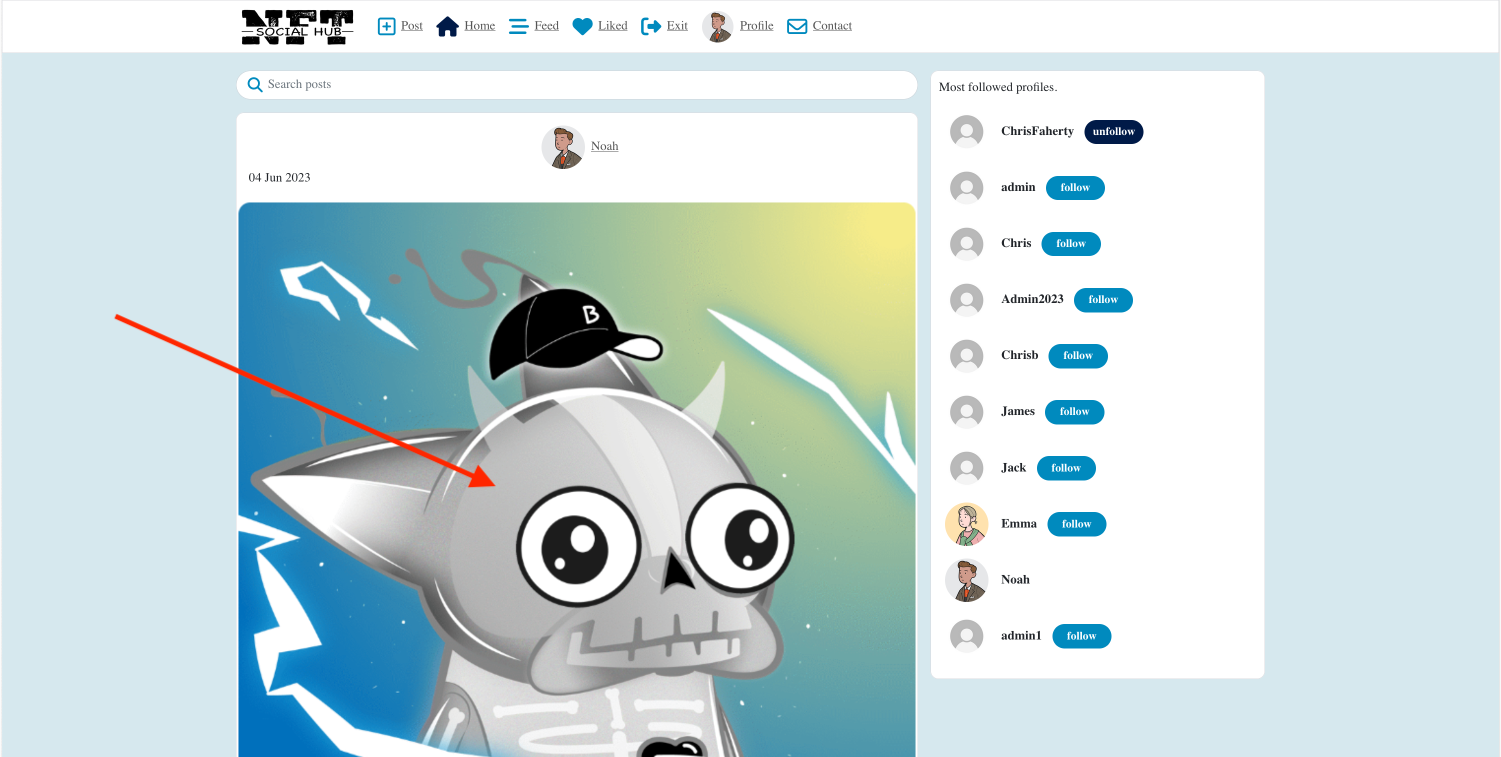 NFT
SOCIAL HUB
Post Home Feed Liked Exit Profile Contact
Search posts
Noah
04 Jun 2023
B
Most followed profiles.
ChrisFaherty unfollow
admin follow
Chris follow
Admin2023 follow
Chrisb follow
James follow
Jack follow
Emma follow
Noah
admin1 follow